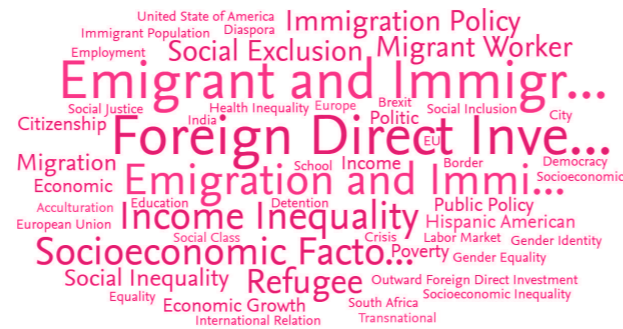 United State of America
Immigration Policy
Immigrant Population
Diaspora
Employment
Social Exclusion
Migrant Worker
Emigrant and Immigr...
Social Justice
Health Inequality
Europe
Brexit
Social Inclusion
City
Citizenship
India
Foreign Direct Inve...
Politic
EU
Migration
School
Income
Border
Democracy
Economic
Emigration and Immi...
Socioeconomic
Acculturation
Education
Detention
Public Policy
European Union
Income Inequality
Hispanic American
Social Class
Crisis
Labor Market
Gender Identity
Socioeconomic Facto...
Poverty
Gender Equality
Social Inequality
Refugee
Outward Foreign Direct Investment
Equality
Economic Growth
South Africa
Socioeconomic Inequality
International Relation
Transnational